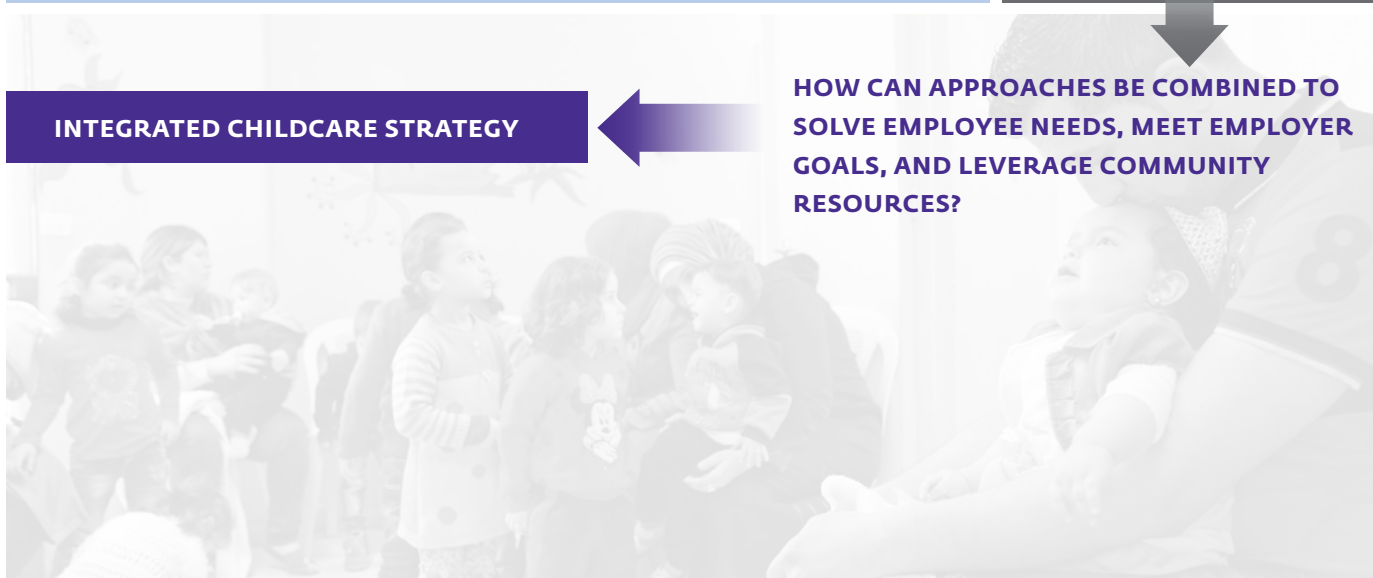 HOW CAN APPROACHES BE COMBINED TO
SOLVE EMPLOYEE NEEDS, MEET EMPLOYER
GOALS, AND LEVERAGE COMMUNITY
RESOURCES?
INTEGRATED CHILDCARE STRATEGY
8